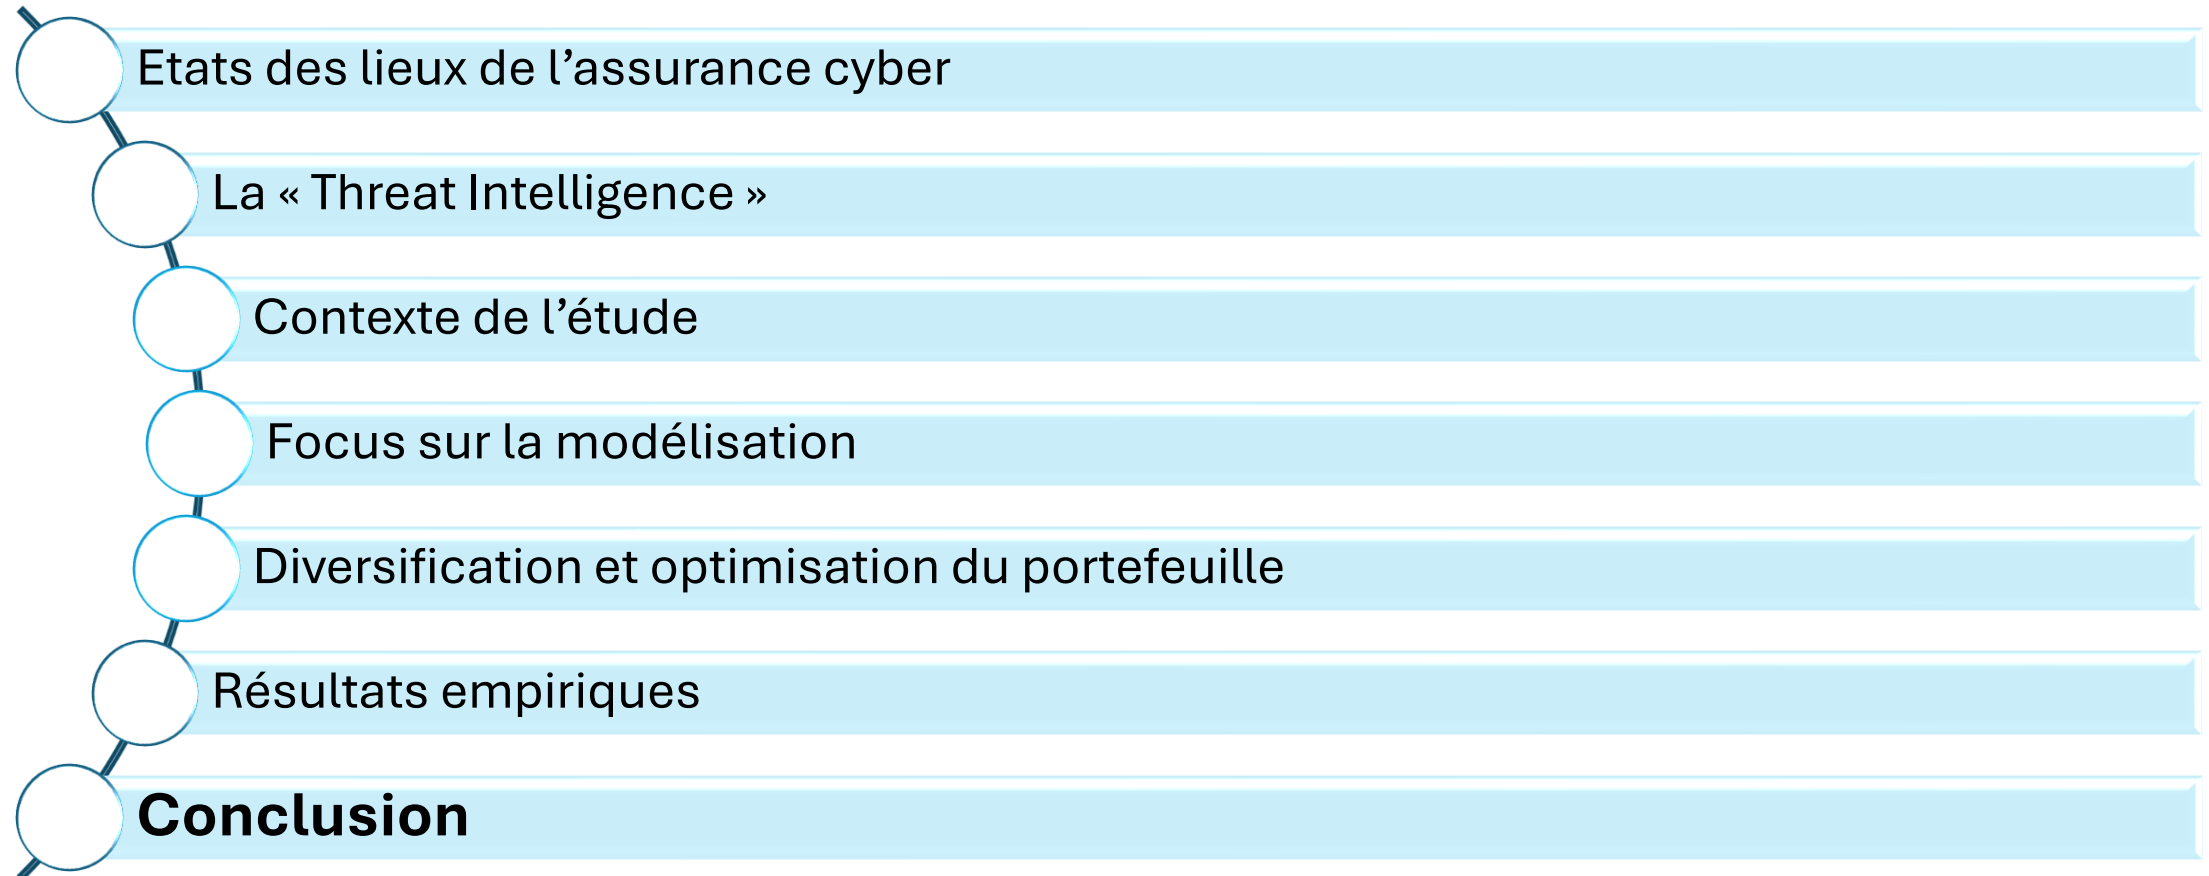 Etats des lieux de l’assurance cyber
La « Threat Intelligence »
Contexte de l’étude
Focus sur la modélisation
Diversification et optimisation du portefeuille
Résultats empiriques
Conclusion